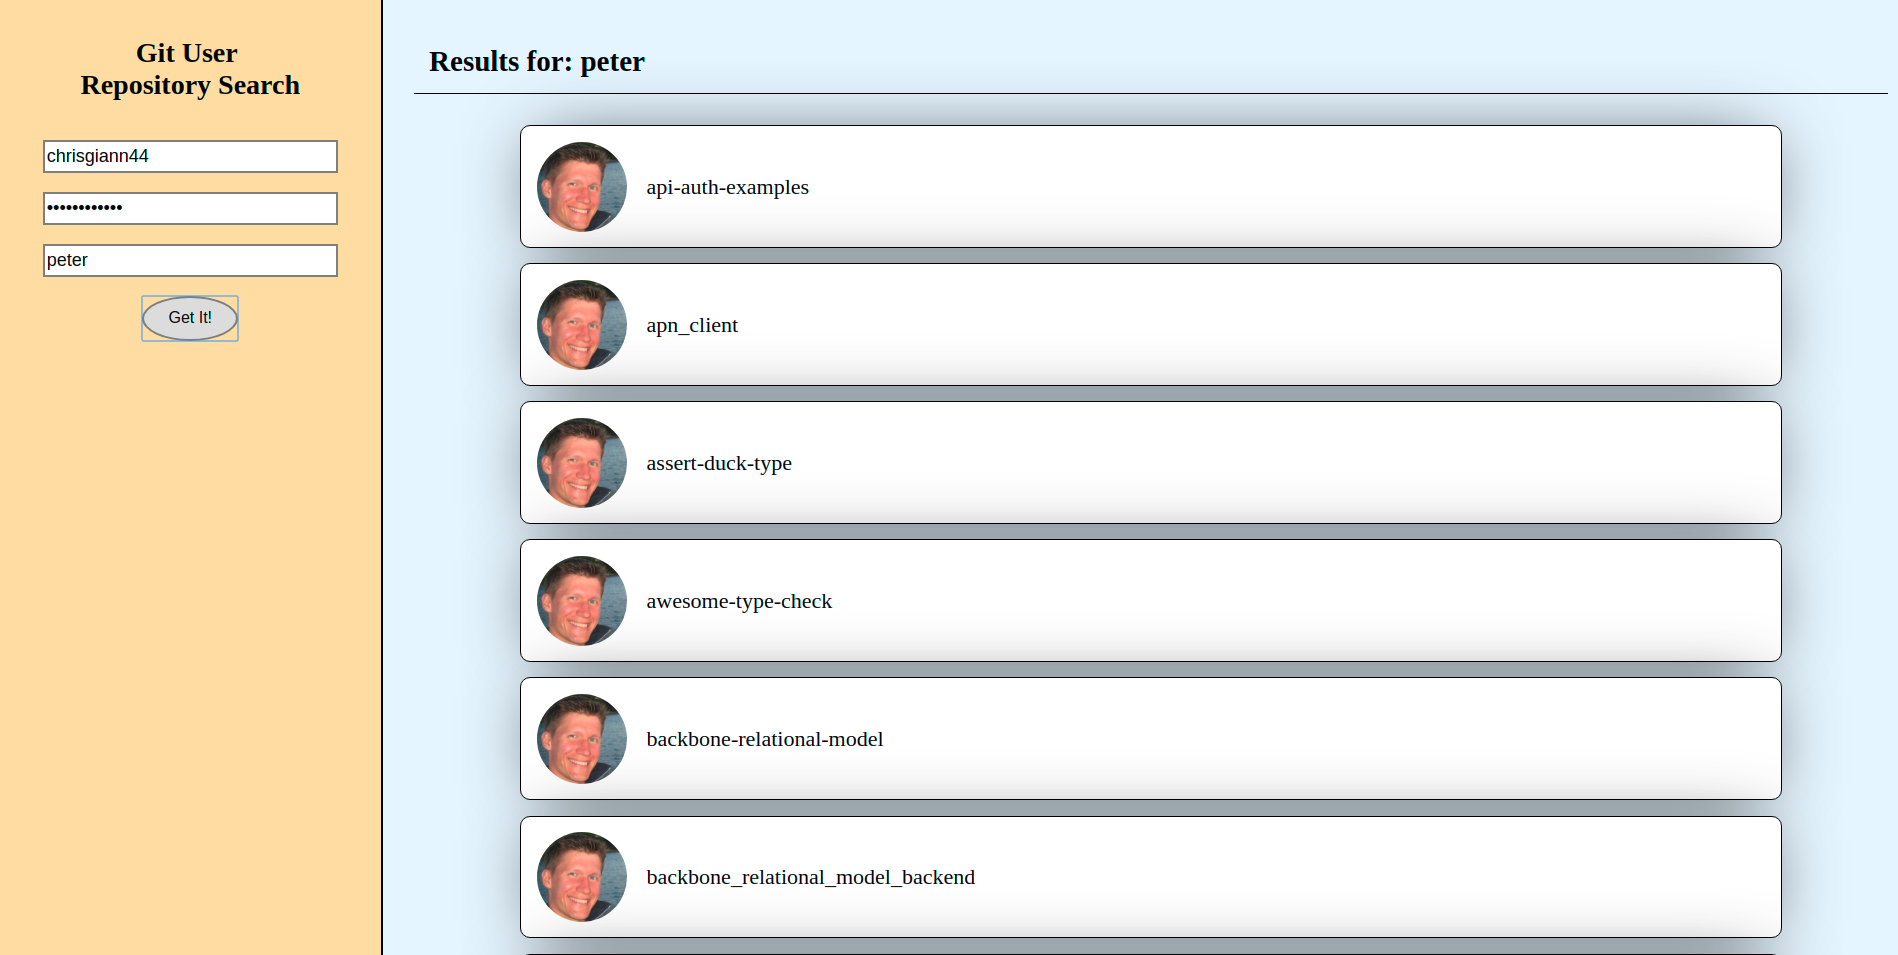 Git User
Repository Search
chrisgiann44
••••••••••••
peter
Get It!
Results for: peter
api-auth-examples
apn_client
assert-duck-type
awesome-type-check
backbone-relational-model
backbone_relational_model_backend